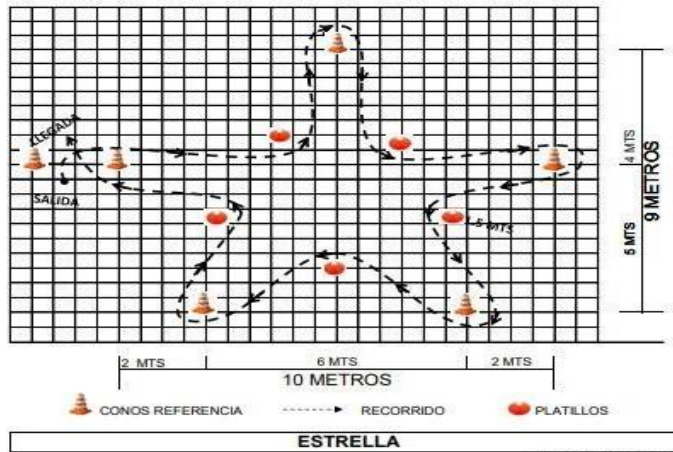 LLEGADA
SALIDA
4 MTS
9 METROS
5 MTS
1.5 MTS
2 MTS
6 MTS
2 MTS
10 METROS
CONOS REFERENCIA
RECORRIDO
PLATILLOS
ESTRELLA